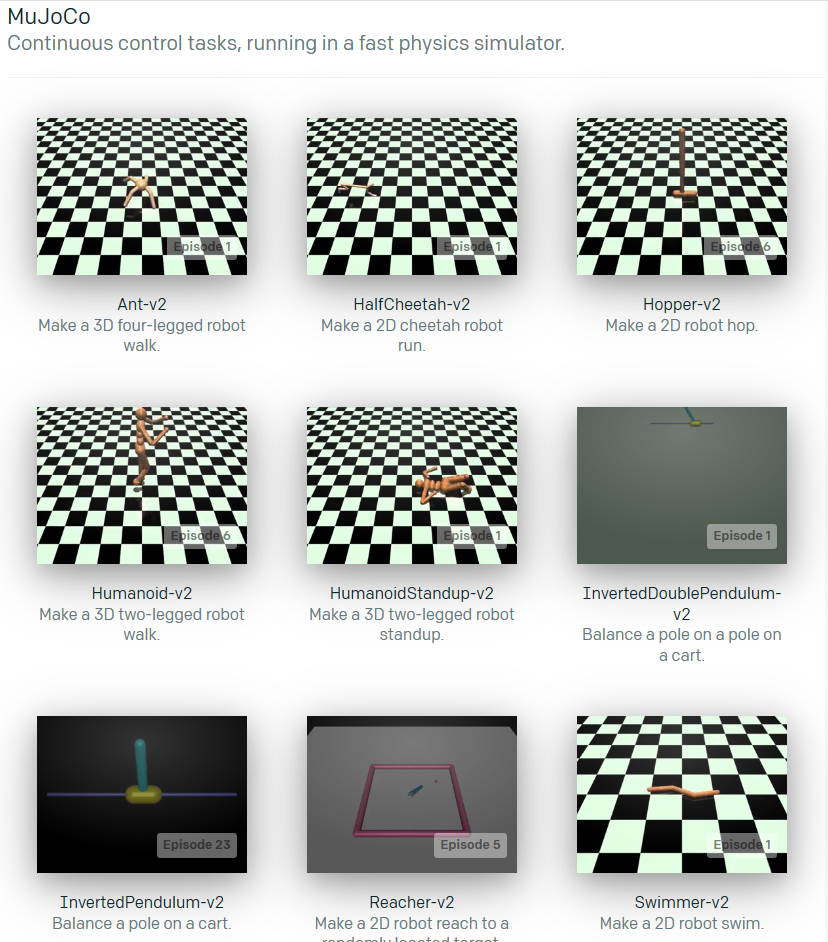 MuJoCo
Continuous control tasks, running in a fast physics simulator.
Episode 1
Episode 1
Episode 6
Ant-v2
Make a 3D four-legged robot
walk.
HalfCheetah-v2
Make a 2D cheetah robot
run.
Hopper-v2
Make a 2D robot hop.
Episode 6
Episode 1
Episode 1
Humanoid-v2
Make a 3D two-legged robot
walk.
HumanoidStandup-v2
Make a 3D two-legged robot
standup.
InvertedDoublePendulum-
v2
Balance a pole on a pole on
a cart.
Episode 23
Episode 5
Episode 1
InvertedPendulum-v2
Balance a pole on a cart.
Reacher-v2
Make a 2D robot reach to a
randomly located target.
Swimmer-v2
Make a 2D robot swim.